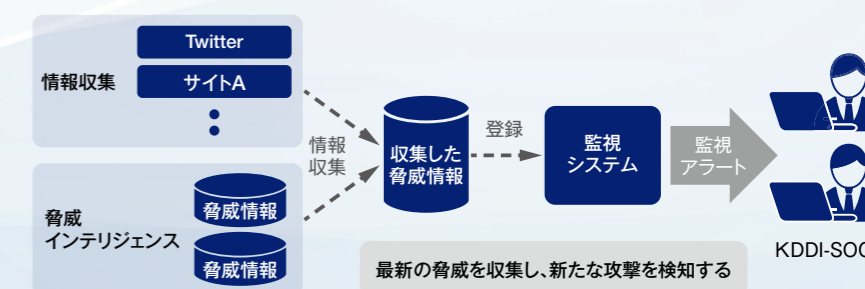 情報収集
Twitter
サイトA
脅威
インテリジェンス
脅威情報
脅威情報
情報
収集
収集した
脅威情報
登録
監視
システム
監視
アラート
KDDI-SOC
最新の脅威を収集し、新たな攻撃を検知する